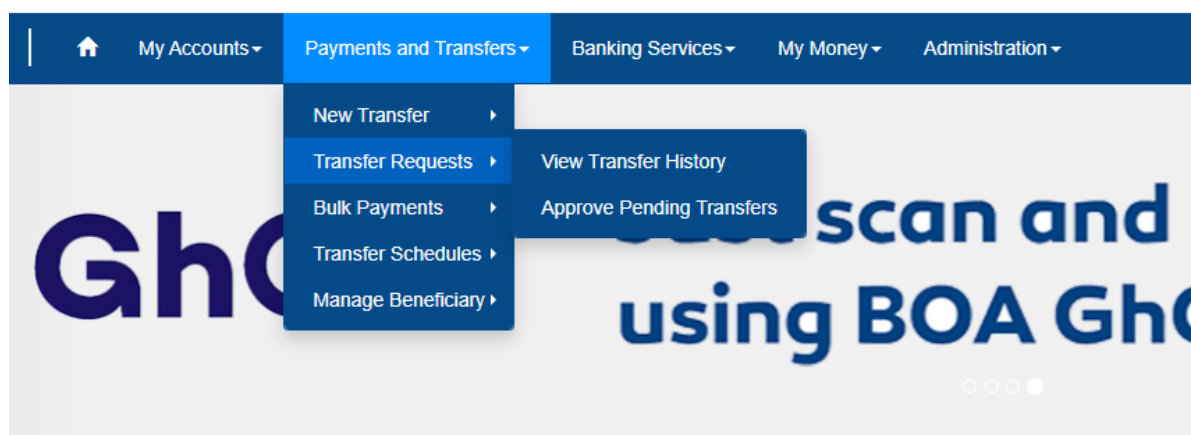 My Accounts Payments and Transfers Banking Services My Money Administration
New Transfer
Transfer Requests
Bulk Payments
Transfer Schedules
Manage Beneficiary
View Transfer History
Approve Pending Transfers
scan and
using BOA